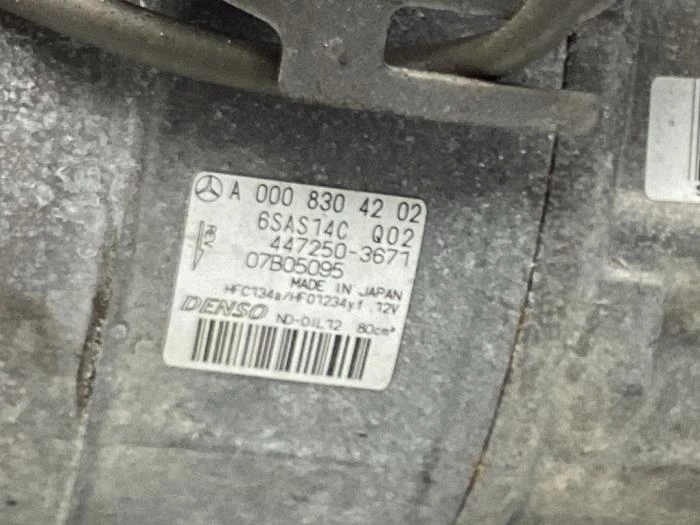 A 000 830 42 02
6SAS14C Q02
REV
447250-3671
07B05095
MADE IN JAPAN
HFC134a/HFO1234yf 12V
DENSO ND-OIL12 80cm³